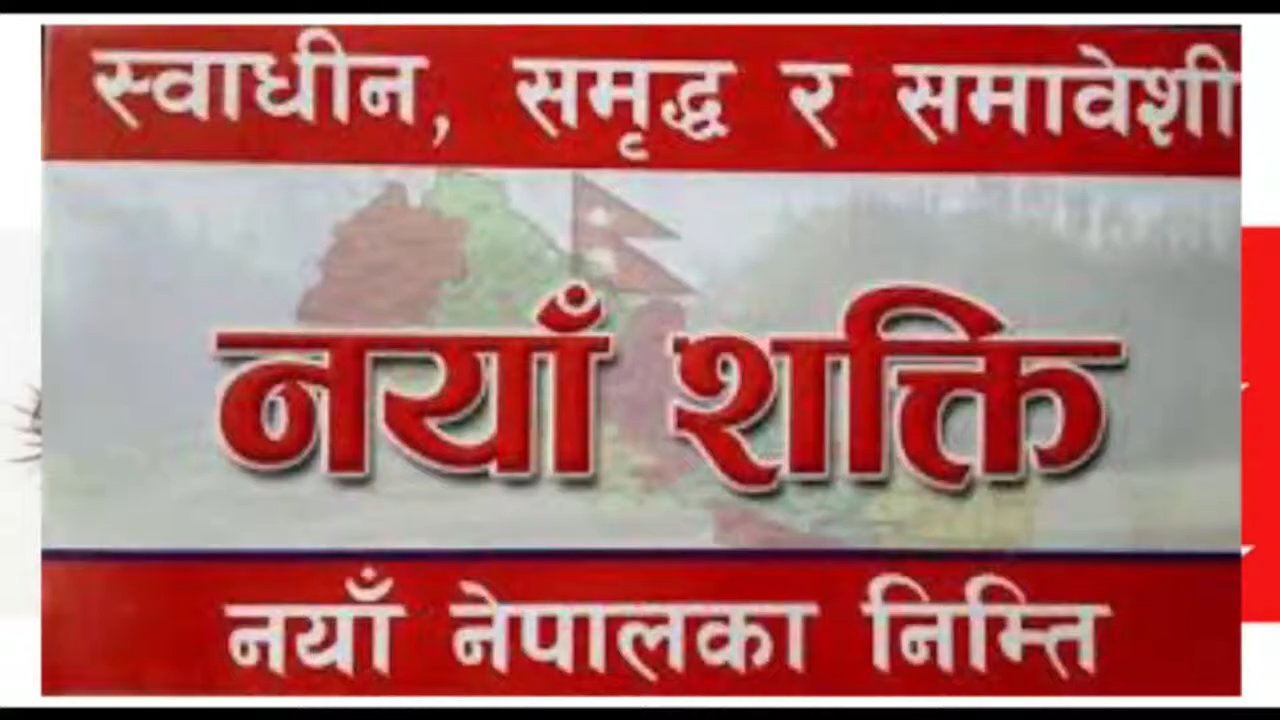 स्वाधीन, समृद्ध र समावेशी
नयाँ शक्ति
नयाँ नेपालका निम्ति